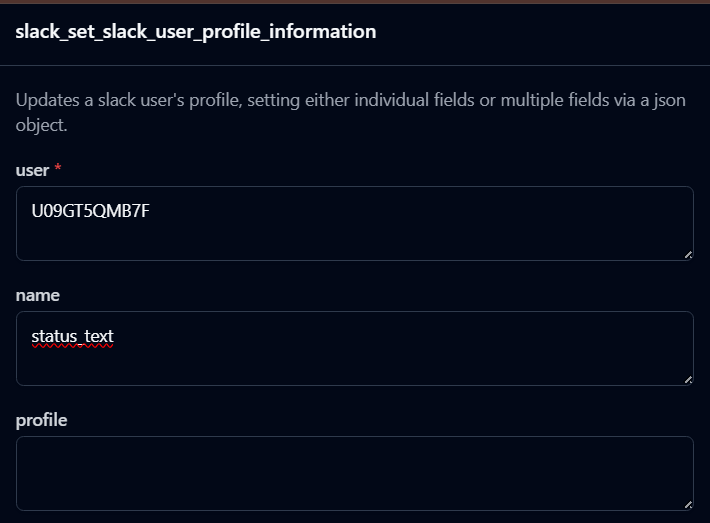 slack_set_slack_user_profile_information
Updates a slack user's profile, setting either individual fields or multiple fields via a json
object.
user *
U09GT5QMB7F
name
status_text
profile